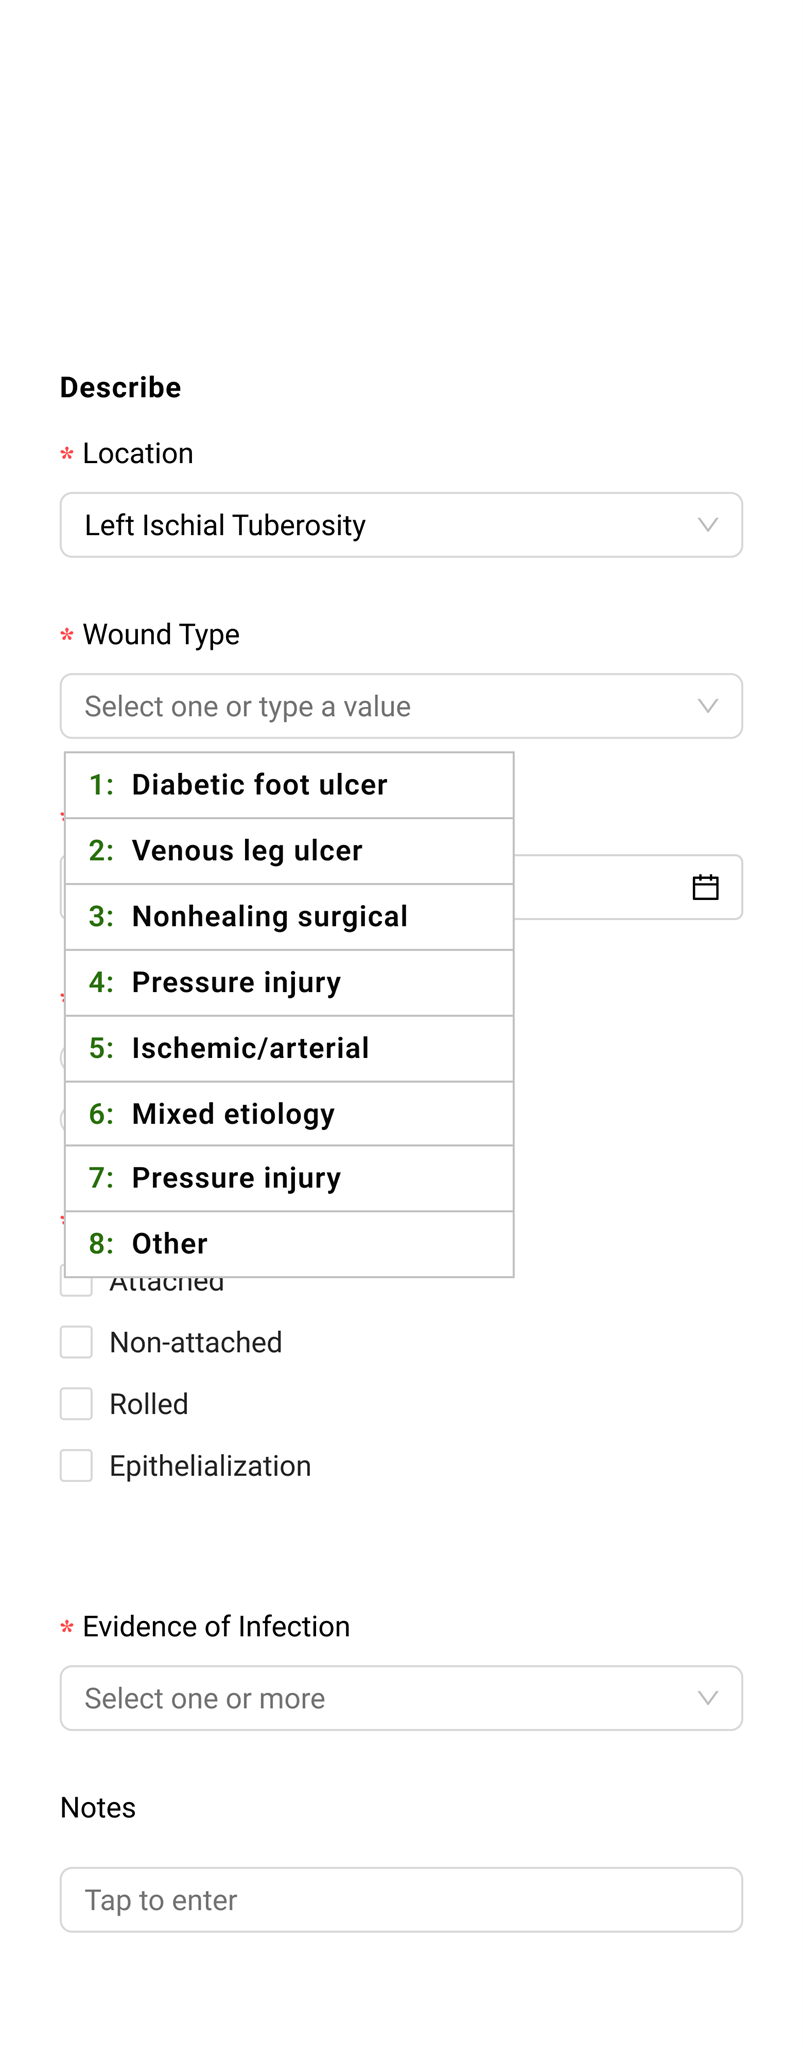 Describe
* Location
Left Ischial Tuberosity
* Wound Type
Select one or type a value
1: Diabetic foot ulcer
2: Venous leg ulcer
3: Nonhealing surgical
4: Pressure injury
5: Ischemic/arterial
6: Mixed etiology
7: Pressure injury
8: Other
Attached
Non-attached
Rolled
Epithelialization
* Evidence of Infection
Select one or more
Notes
Tap to enter